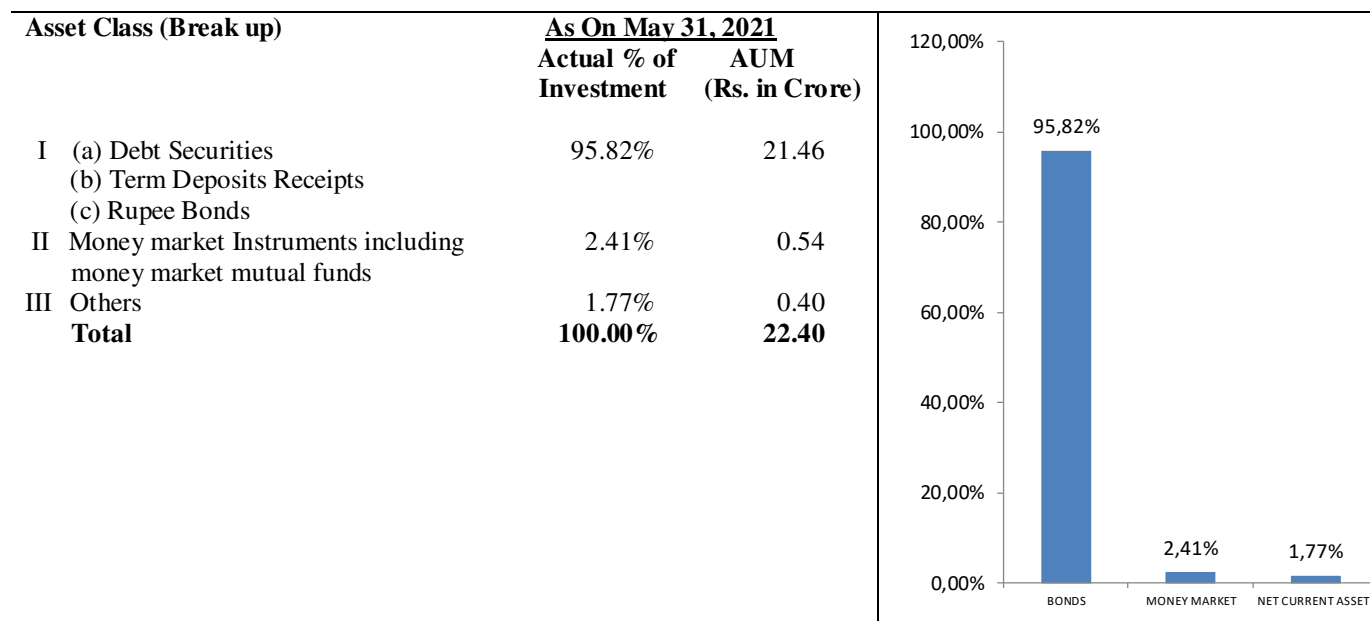 Asset Class (Break up) As On May 31, 2021
Actual % of AUM
Investment (Rs. in Crore)
I (a) Debt Securities 95.82% 21.46
(b) Term Deposits Receipts
(c) Rupee Bonds
II Money market Instruments including 2.41% 0.54
money market mutual funds
III Others 1.77% 0.40
Total 100.00% 22.40
120,00%
100,00%
80,00%
60,00%
40,00%
20,00%
0,00%
95,82%
2,41%
1,77%
BONDS MONEY MARKET NET CURRENT ASSET